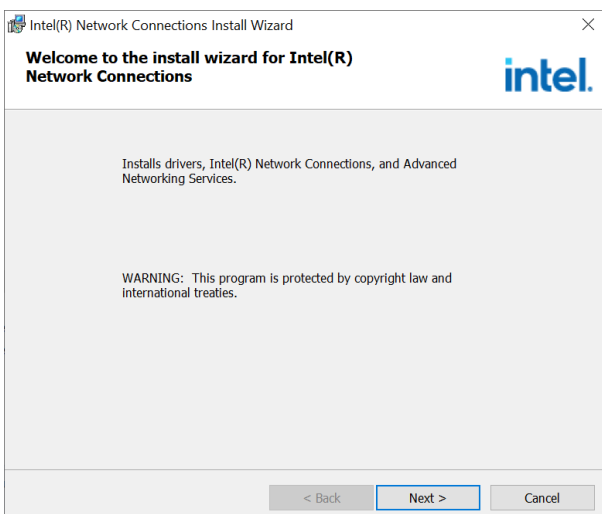 Intel(R) Network Connections Install Wizard
Welcome to the install wizard for Intel(R)
Network Connections
intel.
Installs drivers, Intel(R) Network Connections, and Advanced
Networking Services.
WARNING:  This program is protected by copyright law and
international treaties.
< Back
Next >
Cancel